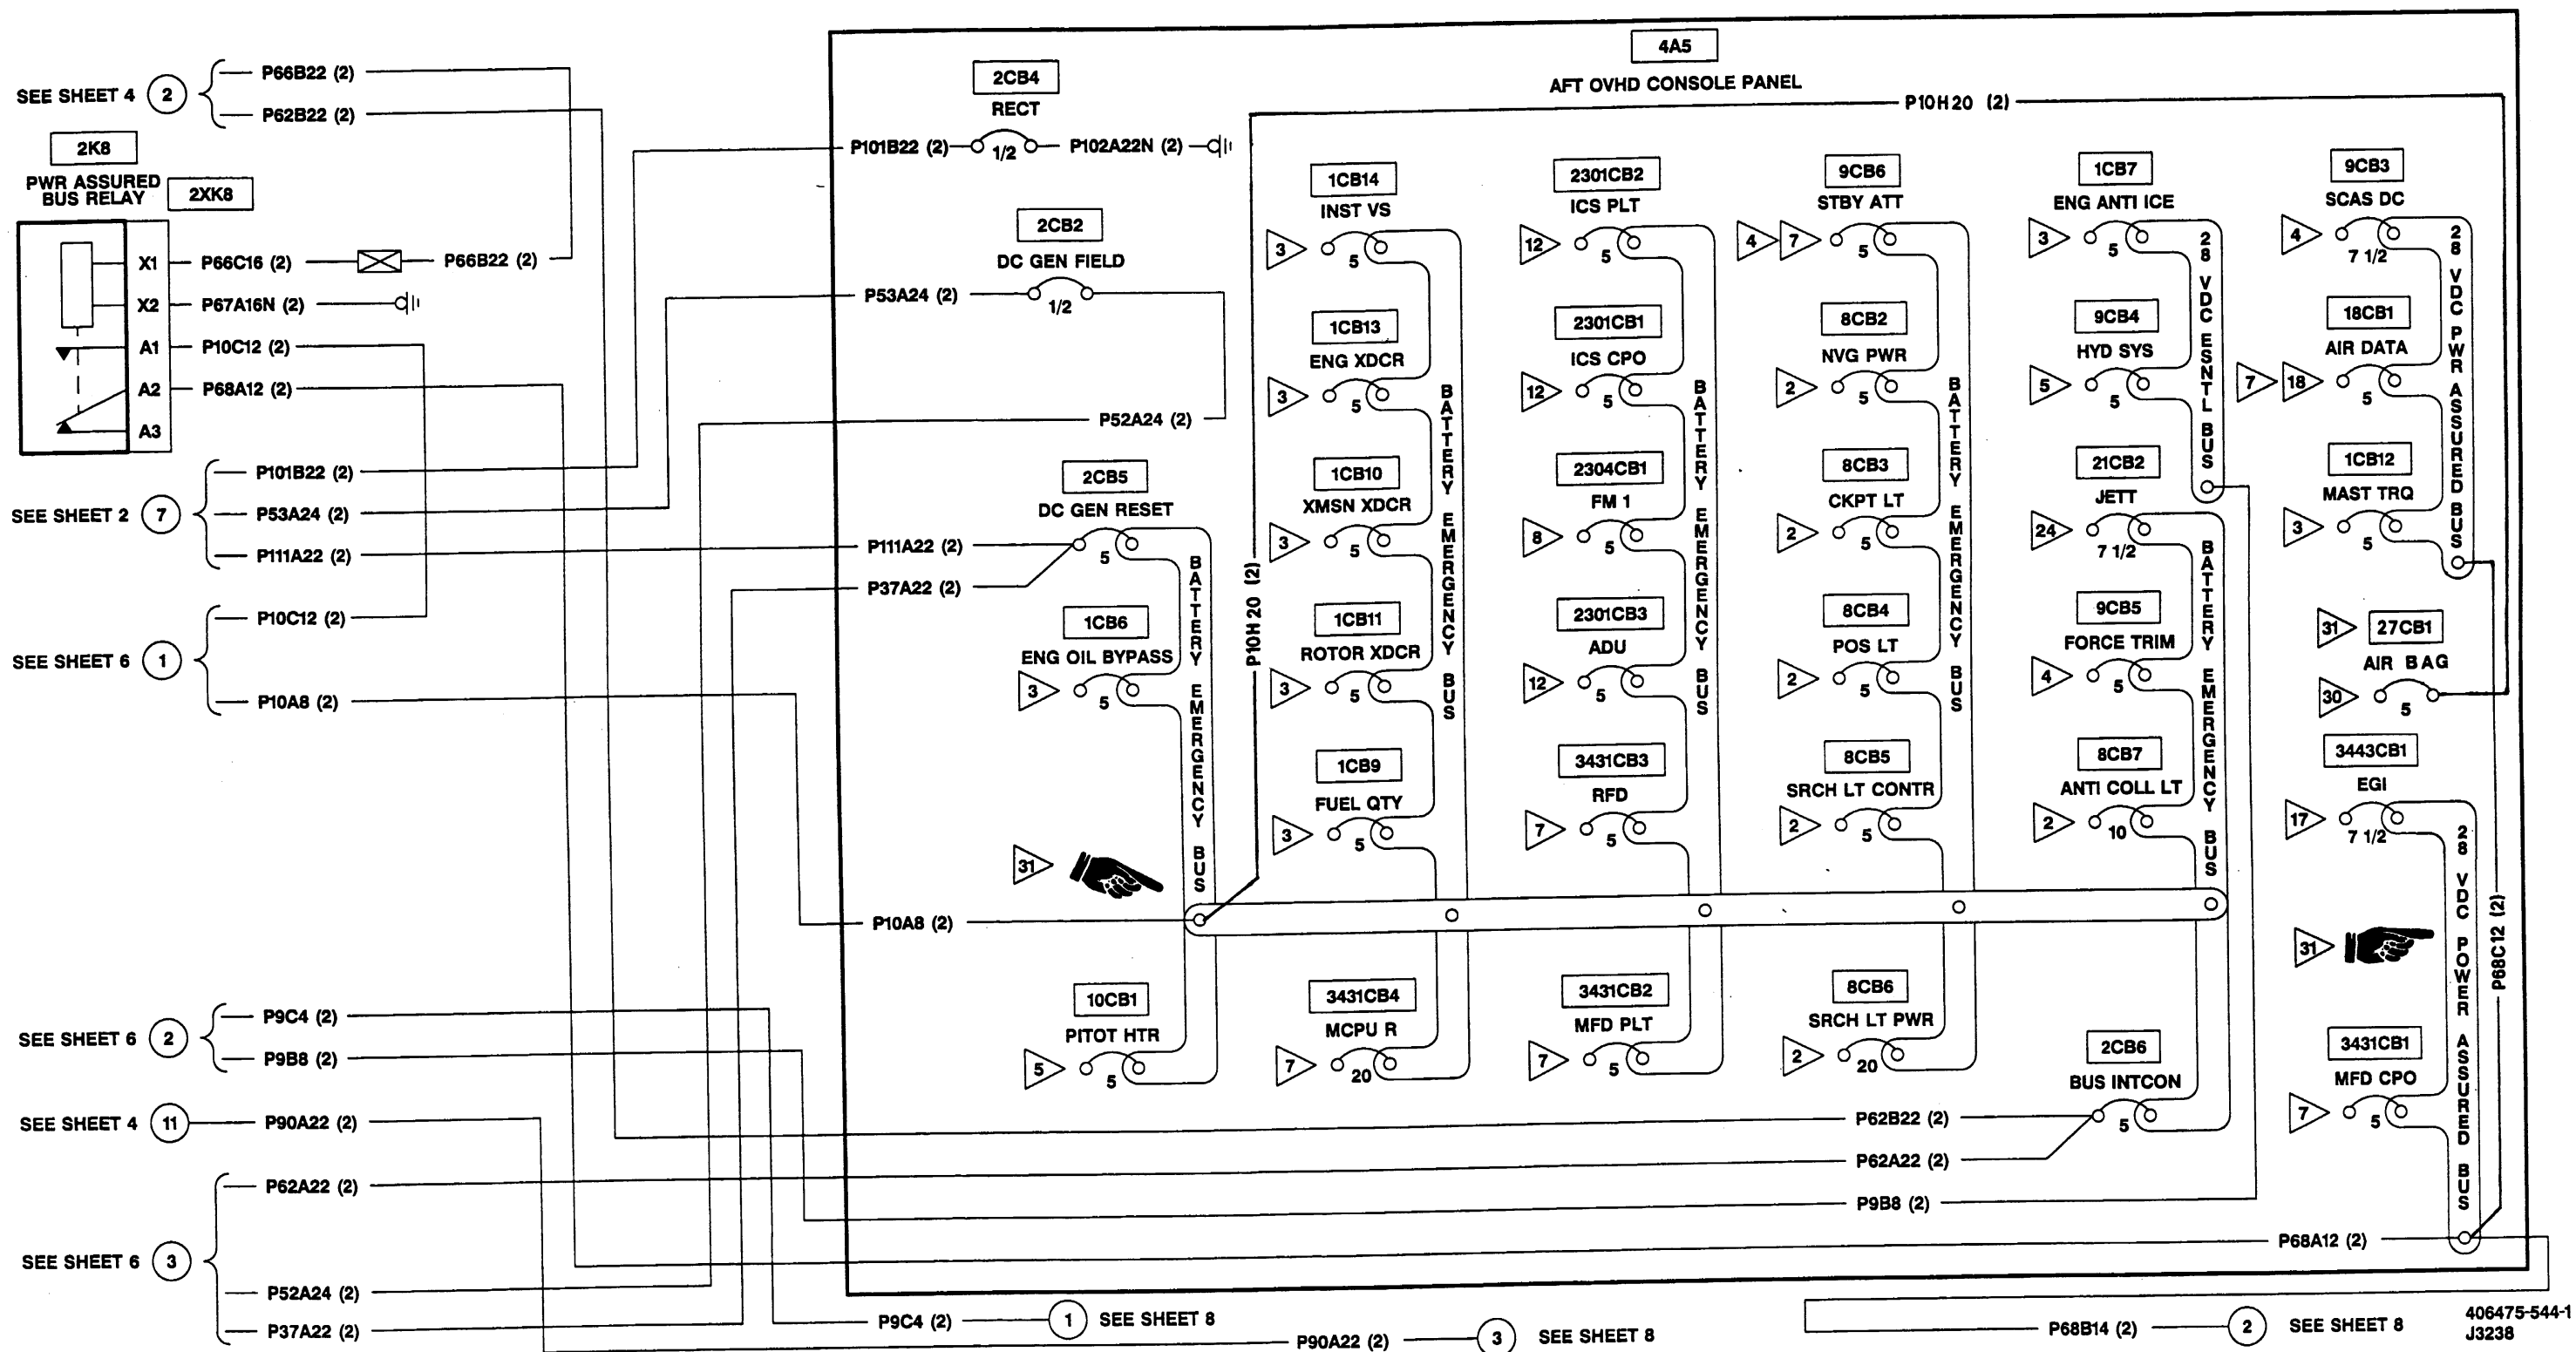 4A5
AFT OVHD CONSOLE PANEL
P10H20 (2)
SEE SHEET 4 2
P66B22 (2)
P62B22 (2)
2K8
PWR ASSURED
BUS RELAY
2XK8
X1 P66C16 (2) P66B22 (2)
X2 P67A16N (2)
A1 P10C12 (2)
A2 P68A12 (2)
A3
SEE SHEET 2 7
P101B22 (2)
P53A24 (2)
P111A22 (2)
SEE SHEET 6 1
P10C12 (2)
P10A8 (2)
SEE SHEET 6 2
P9C4 (2)
P9B8 (2)
SEE SHEET 4 11 P90A22 (2)
SEE SHEET 6 3
P62A22 (2)
P52A24 (2)
P37A22 (2)
2CB4
RECT
P101B22 (2) 1/2 P102A22N (2)
2CB2
DC GEN FIELD
P53A24 (2) 1/2
P52A24 (2)
2CB5
DC GEN RESET
P111A22 (2) 5
P37A22 (2)
1CB6
ENG OIL BYPASS
3 5
BATTERY EMERGENCY BUS
31
P10A8 (2)
10CB1
PITOT HTR
5 5
P10H20 (2)
1CB14
INST VS
3 5
1CB13
ENG XDCR
3 5
1CB10
XMSN XDCR
3 5
1CB11
ROTOR XDCR
3 5
1CB9
FUEL QTY
3 5
BATTERY EMERGENCY BUS
3431CB4
MCPU R
7 20
2301CB2
ICS PLT
12 5
2301CB1
ICS CPO
12 5
2304CB1
FM 1
8 5
2301CB3
ADU
12 5
3431CB3
RFD
7 5
BATTERY EMERGENCY BUS
3431CB2
MFD PLT
7 5
9CB6
STBY ATT
4 7 5
8CB2
NVG PWR
2 5
8CB3
CKPT LT
2 5
8CB4
POS LT
2 5
8CB5
SRCH LT CONTR
2 5
BATTERY EMERGENCY BUS
8CB6
SRCH LT PWR
2 20
1CB7
ENG ANTI ICE
3 5
9CB4
HYD SYS
5 5
28 VDC ESNTL BUS
21CB2
JETT
24 7 1/2
9CB5
FORCE TRIM
4 5
8CB7
ANTI COLL LT
2 10
BATTERY EMERGENCY BUS
2CB6
BUS INTCON
P62B22 (2) 5
P62A22 (2)
P9B8 (2)
P68A12 (2)
9CB3
SCAS DC
4 7 1/2
18CB1
AIR DATA
7 18 5
1CB12
MAST TRQ
3 5
28 VDC PWR ASSURED BUS
31 27CB1
AIR BAG
30 5
3443CB1
EGI
17 7 1/2
31
3431CB1
MFD CPO
7 5
28 VDC POWER ASSURED BUS
P68C12 (2)
P9C4 (2) 1 SEE SHEET 8
P90A22 (2) 3 SEE SHEET 8
P68B14 (2) 2 SEE SHEET 8
406475-544-1
J3238